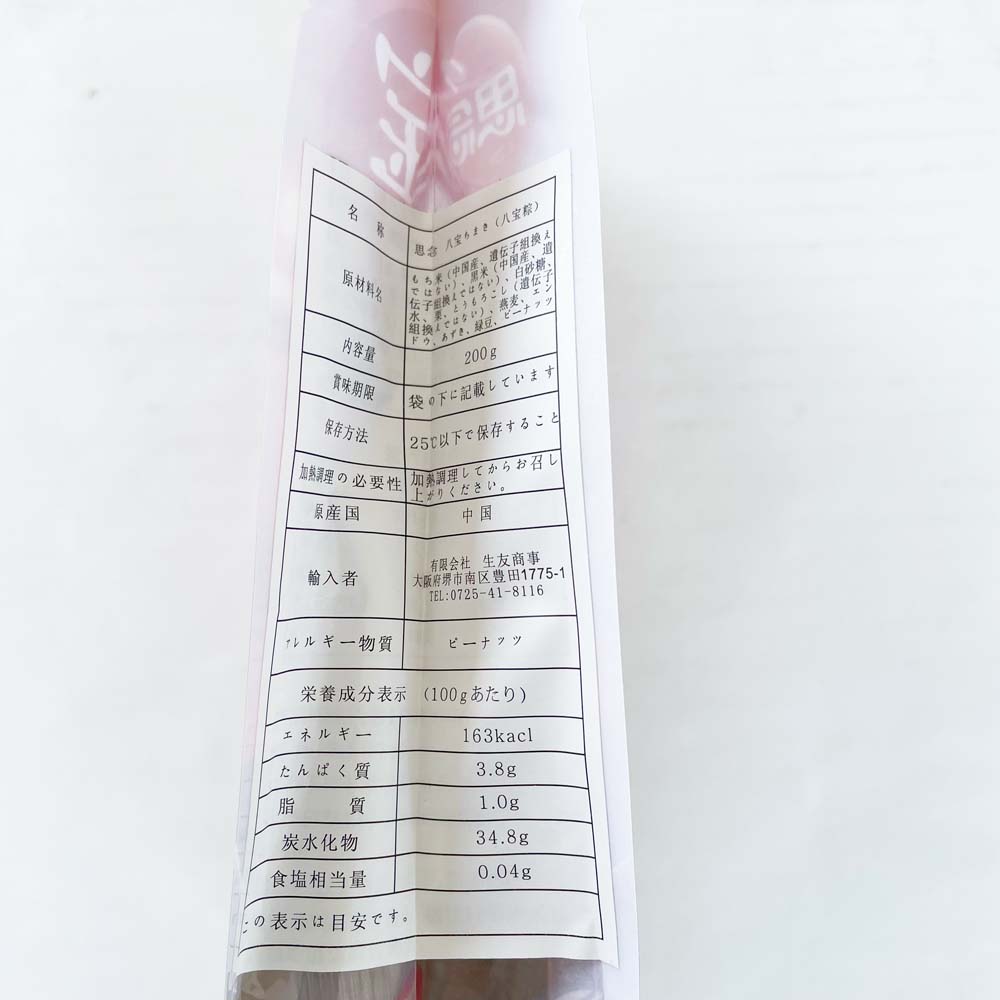 思念
名称 思念 八宝ちまき(八宝粽)
原材料名
もち米(中国産、遺伝子組換え
ではない)、黒米(中国産、遺
伝子組換えではない)、白砂糖、
水、栗、とうもろこし(遺伝子
組換えではない)、燕麦、エン
ドウ、あずき、緑豆、ピーナッツ
内容量 200g
賞味期限 袋の下に記載しています
保存方法 25℃以下で保存すること
加熱調理の必要性
加熱調理してからお召し
上がりください。
原産国 中国
輸入者
有限会社 生友商事
大阪府堺市南区豊田1775-1
TEL:0725-41-8116
アレルギー物質 ピーナッツ
栄養成分表示 (100gあたり)
エネルギー 163kacl
たんぱく質 3.8g
脂質 1.0g
炭水化物 34.8g
食塩相当量 0.04g
この表示は目安です。